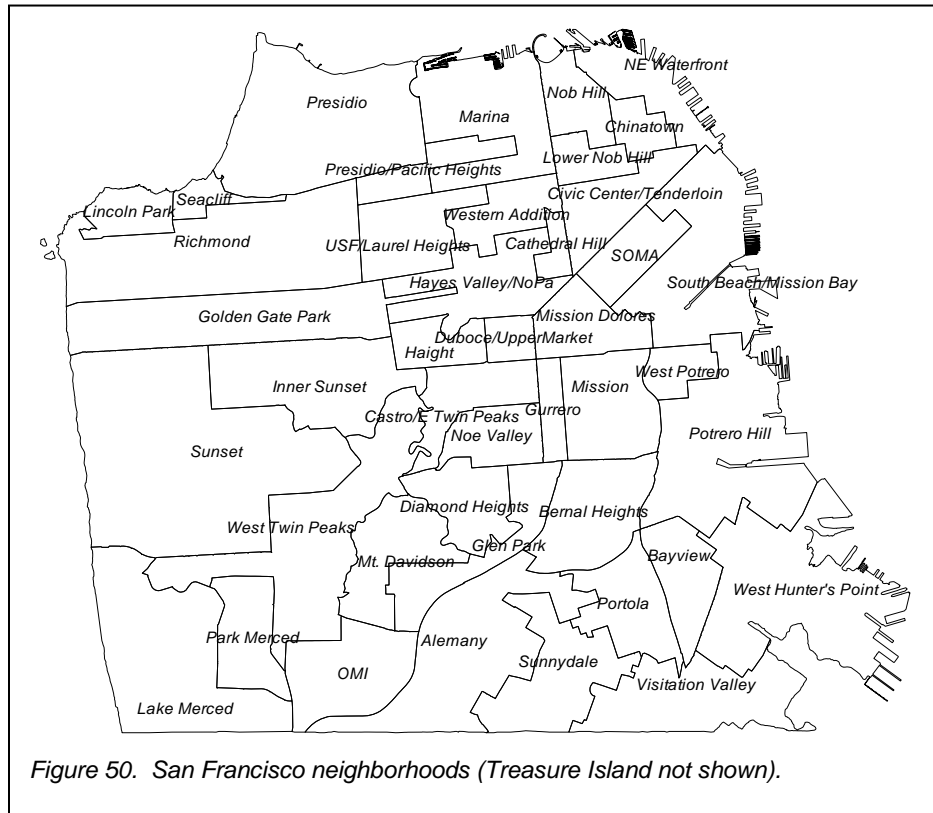 NE Waterfront
Presidio
Nob Hill
Marina
Chinatown
Lower Nob Hill
Presidio/Pacific Heights
Civic Center/Tenderloin
Seacliff
Lincoln Park
Western Addition
Richmond
USF/Laurel Heights
Cathedral Hill
SOMA
Hayes Valley/NoPa
South Beach/Mission Bay
Golden Gate Park
Mission Dolores
Duboce/UpperMarket
Haight
West Potrero
Inner Sunset
Mission
Castro/E Twin Peaks
Gurrero
Noe Valley
Potrero Hill
Sunset
Diamond Heights
Bernal Heights
West Twin Peaks
Glen Park
Mt. Davidson
Bayview
West Hunter's Point
Portola
Park Merced
Alemany
Sunnydale
OMI
Visitation Valley
Lake Merced
Figure 50. San Francisco neighborhoods (Treasure Island not shown).